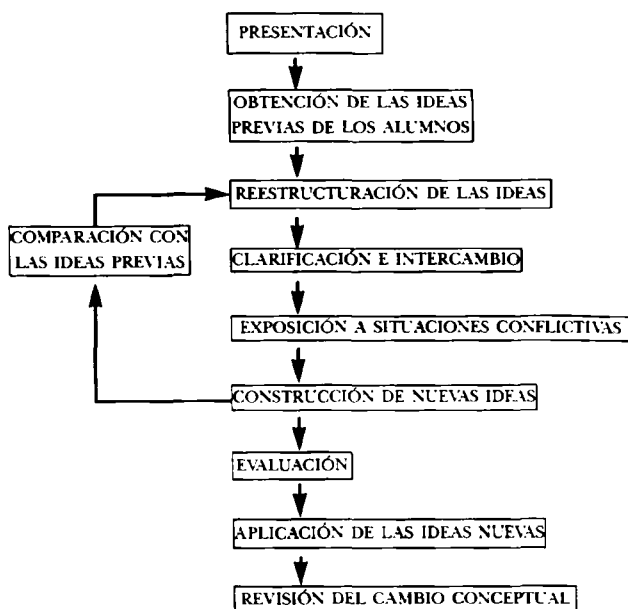 PRESENTACIÓN
OBTENCIÓN DE LAS IDEAS
PREVIAS DE LOS ALUMNOS
REESTRUCTURACIÓN DE LAS IDEAS
COMPARACIÓN CON
LAS IDEAS PREVIAS
CLARIFICACIÓN E INTERCAMBIO
EXPOSICIÓN A SITUACIONES CONFLICTIVAS
CONSTRUCCIÓN DE NUEVAS IDEAS
EVALUACIÓN
APLICACIÓN DE LAS IDEAS NUEVAS
REVISIÓN DEL CAMBIO CONCEPTUAL